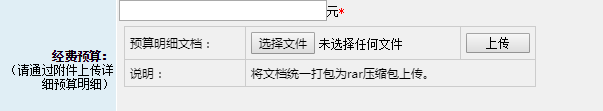 元*
经费预算：
（请通过附件上传详
细预算明细）
预算明细文档： 选择文件 未选择任何文件 上传
说明： 将文档统一打包为rar压缩包上传。